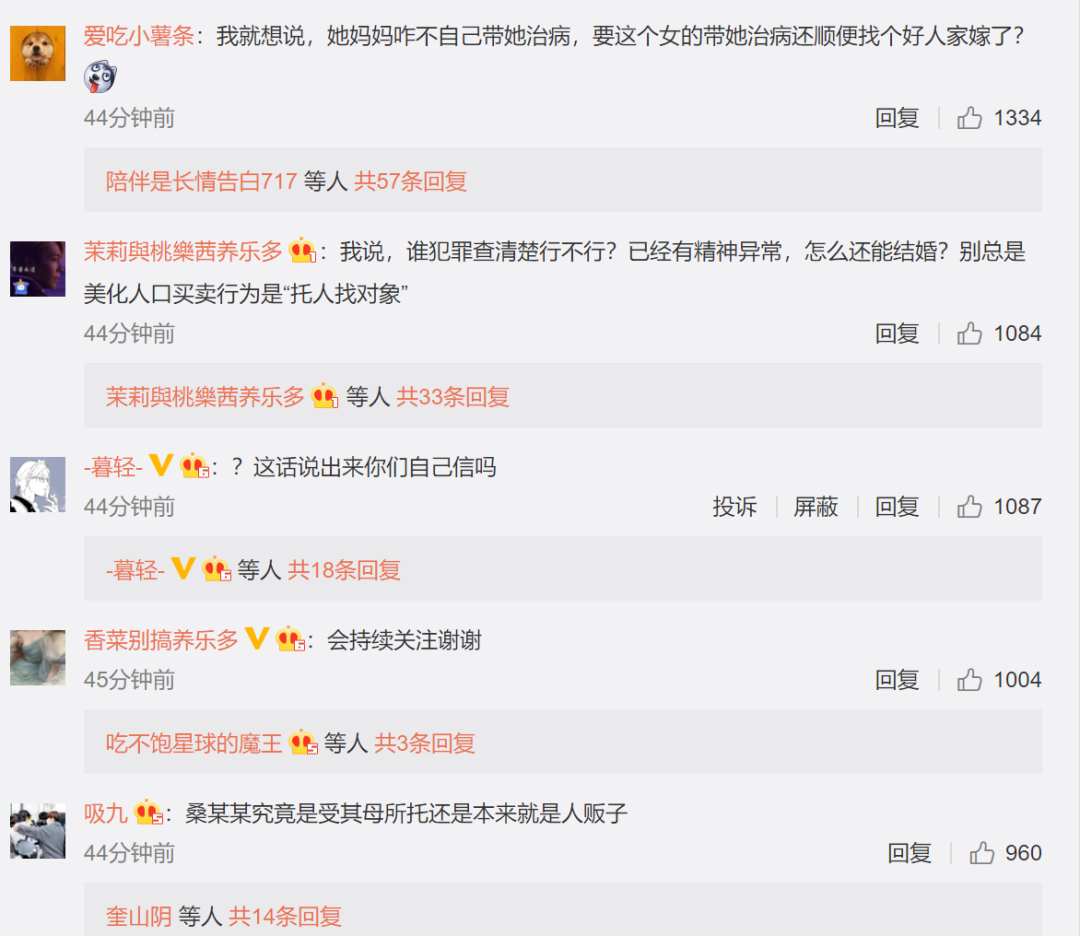 爱吃小薯条：我就想说，她妈妈咋不自己带她治病，要这个女的带她治病还顺便找个好人家嫁了？
44分钟前
回复 1334
陪伴是长情告白717 等人 共57条回复
茉莉與桃樂茜养乐多：我说，谁犯罪查清楚行不行？已经有精神异常，怎么还能结婚？别总是
美化人口买卖行为是“托人找对象”
44分钟前
回复 1084
茉莉與桃樂茜养乐多 等人 共33条回复
-暮轻-：？这话说出来你们自己信吗
44分钟前
投诉 屏蔽 回复 1087
-暮轻- 等人 共18条回复
香菜别搞养乐多：会持续关注谢谢
45分钟前
回复 1004
吃不饱星球的魔王 等人 共3条回复
吸九：桑某某究竟是受其母所托还是本来就是人贩子
44分钟前
回复 960
奎山阴 等人 共14条回复